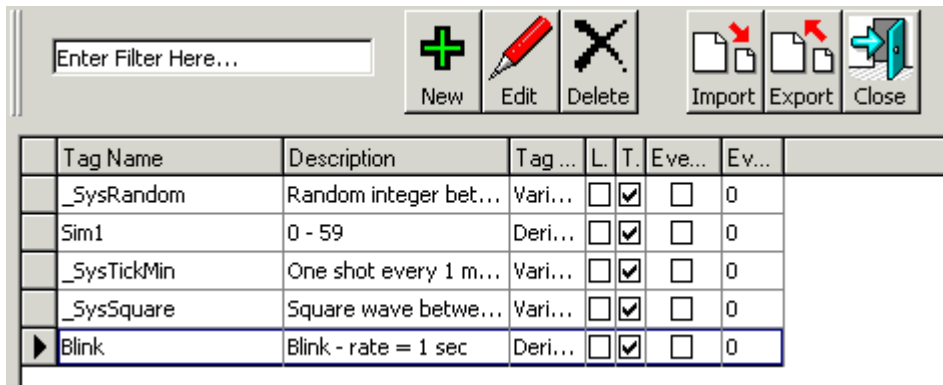 Enter Filter Here...
New Edit Delete Import Export Close
Tag Name Description Tag ... L. T. Eve... Ev...
_SysRandom Random integer bet... Vari... 0
Sim1 0 - 59 Deri... 0
_SysTickMin One shot every 1 m... Vari... 0
_SysSquare Square wave betwe... Vari... 0
Blink Blink - rate = 1 sec Deri... 0